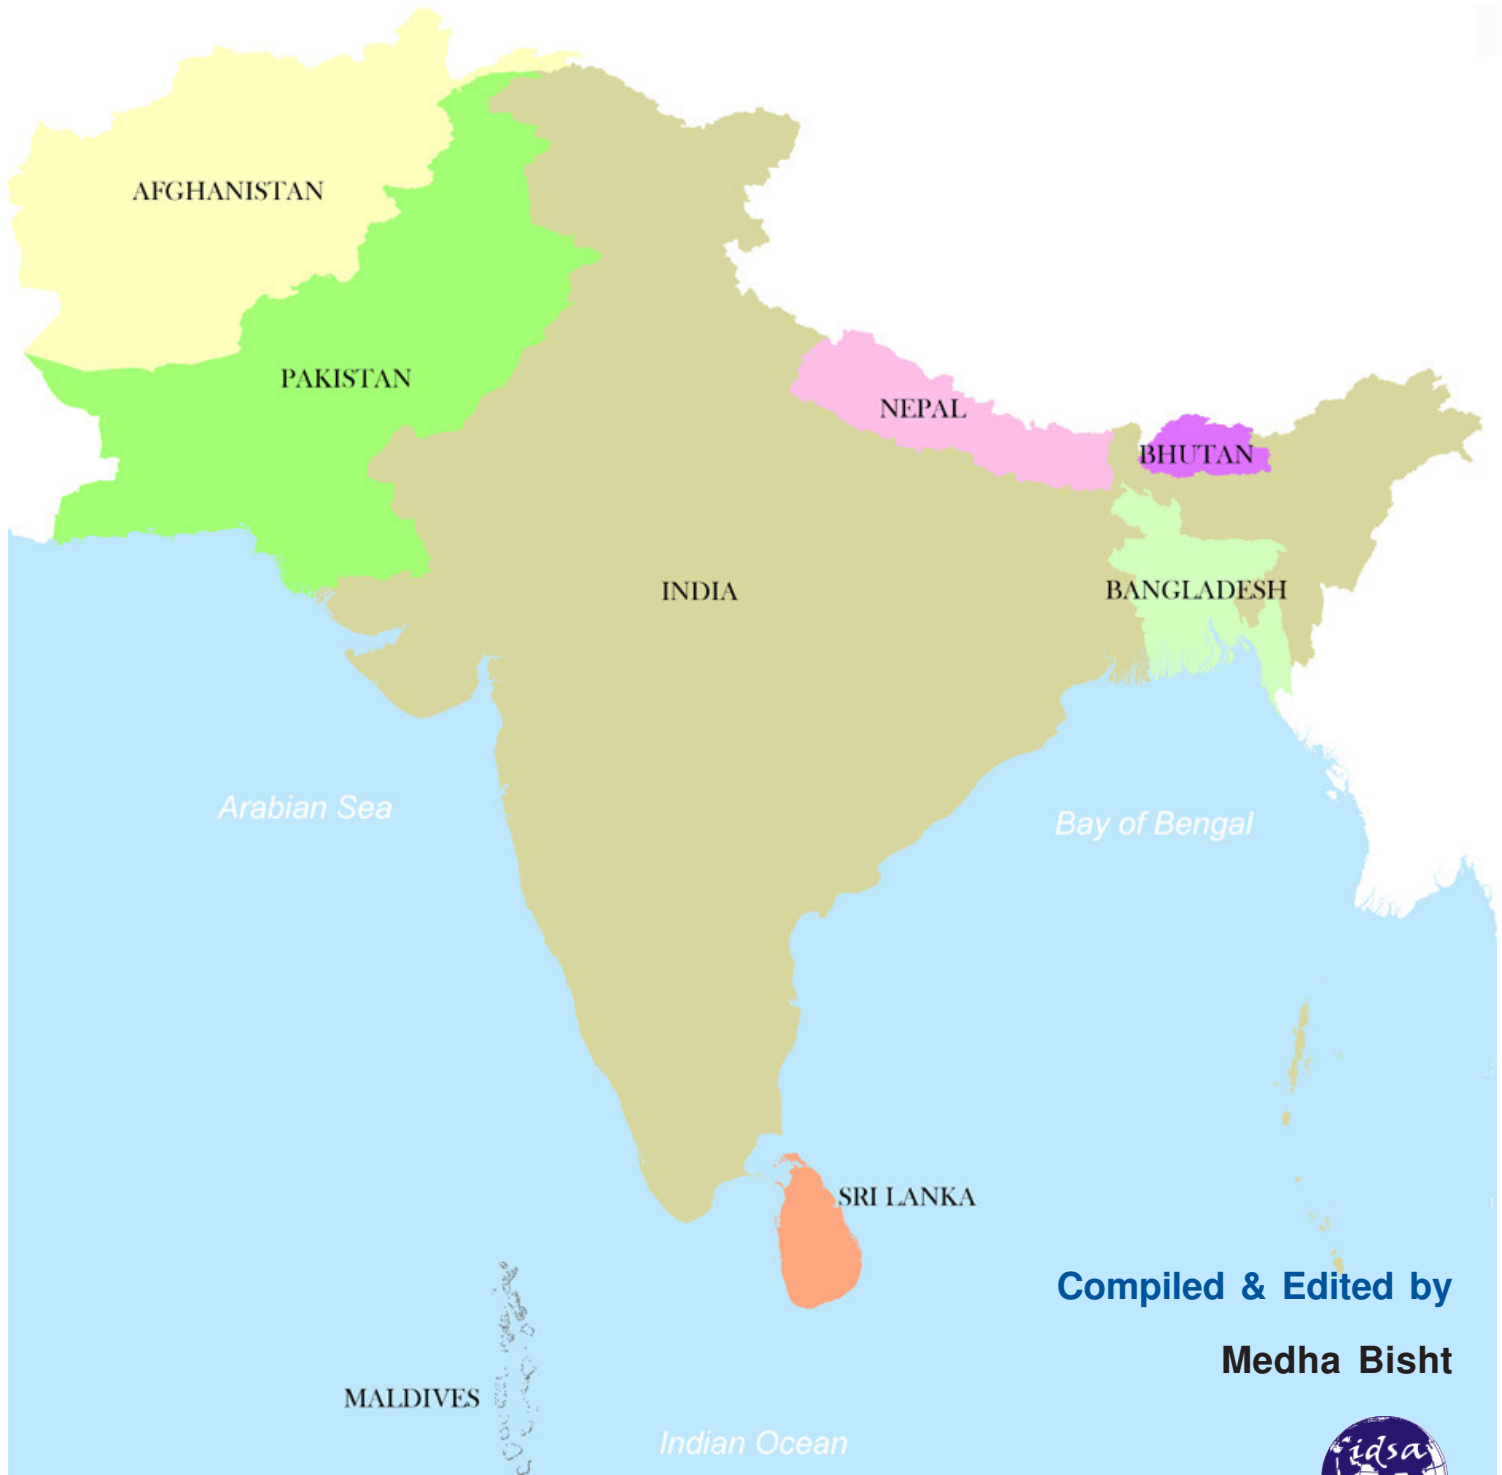 AFGHANISTAN
PAKISTAN
NEPAL
BHUTAN
INDIA
BANGLADESH
Arabian Sea
Bay of Bengal
SRI LANKA
Compiled & Edited by
Medha Bisht
MALDIVES
Indian Ocean
idsa